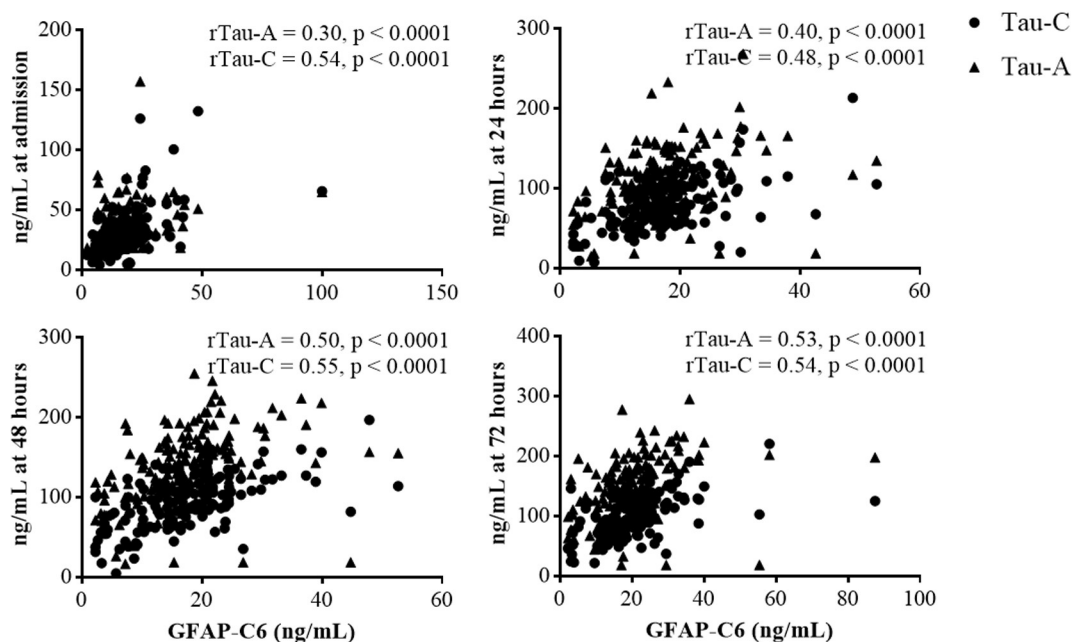 rTau-A = 0.30, p < 0.0001
rTau-C = 0.54, p < 0.0001
ng/mL at admission
200
150
100
50
0
0 50 100 150
rTau-A = 0.40, p < 0.0001
rTau-C = 0.48, p < 0.0001
ng/mL at 24 hours
300
200
100
0
0 20 40 60
Tau-C
Tau-A
rTau-A = 0.50, p < 0.0001
rTau-C = 0.55, p < 0.0001
ng/mL at 48 hours
300
200
100
0
0 20 40 60
GFAP-C6 (ng/mL)
rTau-A = 0.53, p < 0.0001
rTau-C = 0.54, p < 0.0001
ng/mL at 72 hours
400
300
200
100
0
0 20 40 60 80 100
GFAP-C6 (ng/mL)